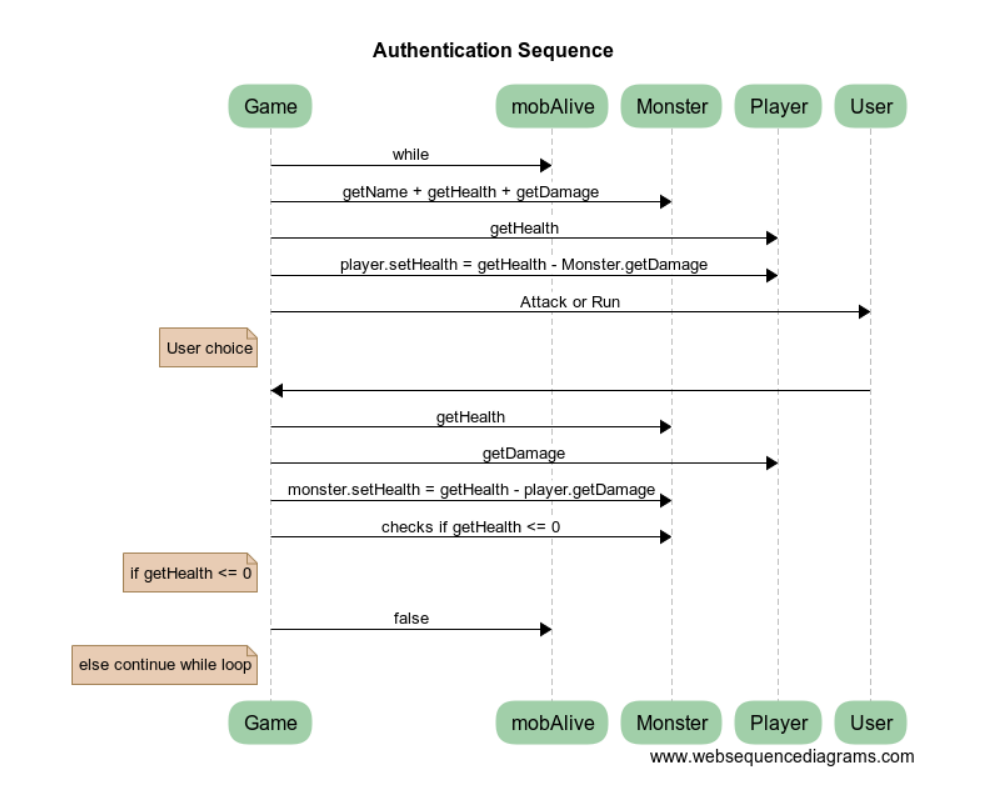 Authentication Sequence
Game mobAlive Monster Player User
while
getName + getHealth + getDamage
getHealth
player.setHealth = getHealth - Monster.getDamage
Attack or Run
User choice
getHealth
getDamage
monster.setHealth = getHealth - player.getDamage
checks if getHealth <= 0
if getHealth <= 0
false
else continue while loop
Game mobAlive Monster Player User
www.websequencediagrams.com